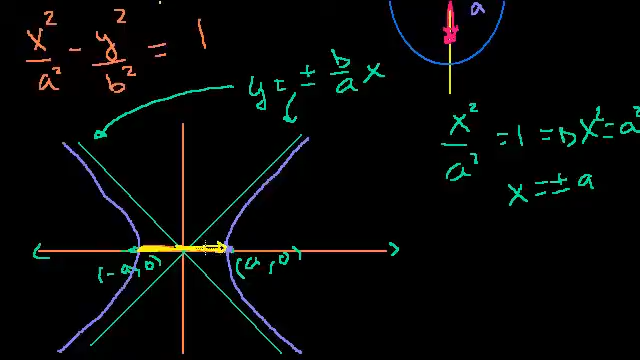 x²/a² - y²/b² = 1
a
y = ± b/a x
x²/a² = 1 => x² = a²
x = ± a
(-a, 0)
(a, 0)